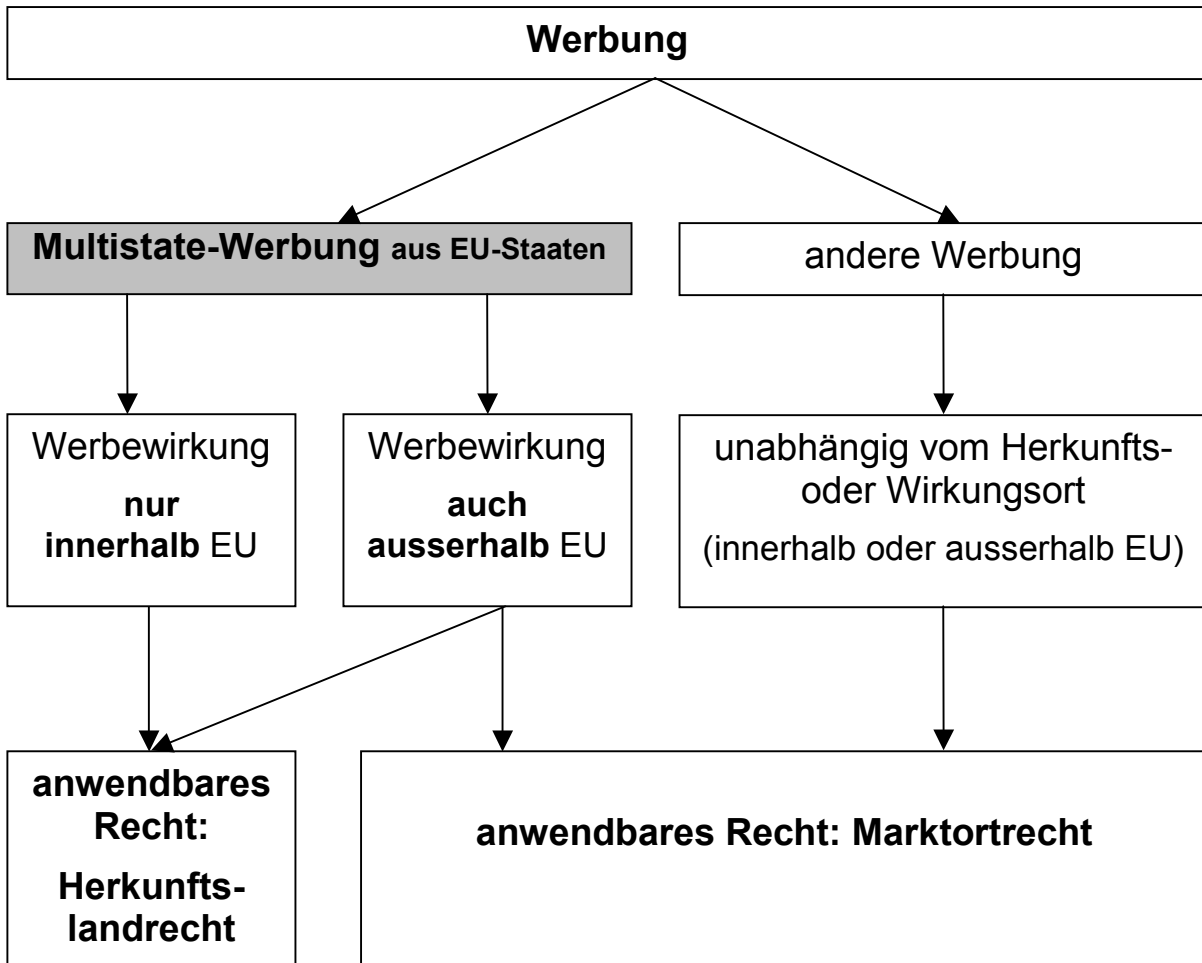 Werbung
Multistate-Werbung aus EU-Staaten
andere Werbung
Werbewirkung
nur
innerhalb EU
Werbewirkung
auch
ausserhalb EU
unabhängig vom Herkunfts-
oder Wirkungsort
(innerhalb oder ausserhalb EU)
anwendbares
Recht:
Herkunfts-
landrecht
anwendbares Recht: Marktortrecht